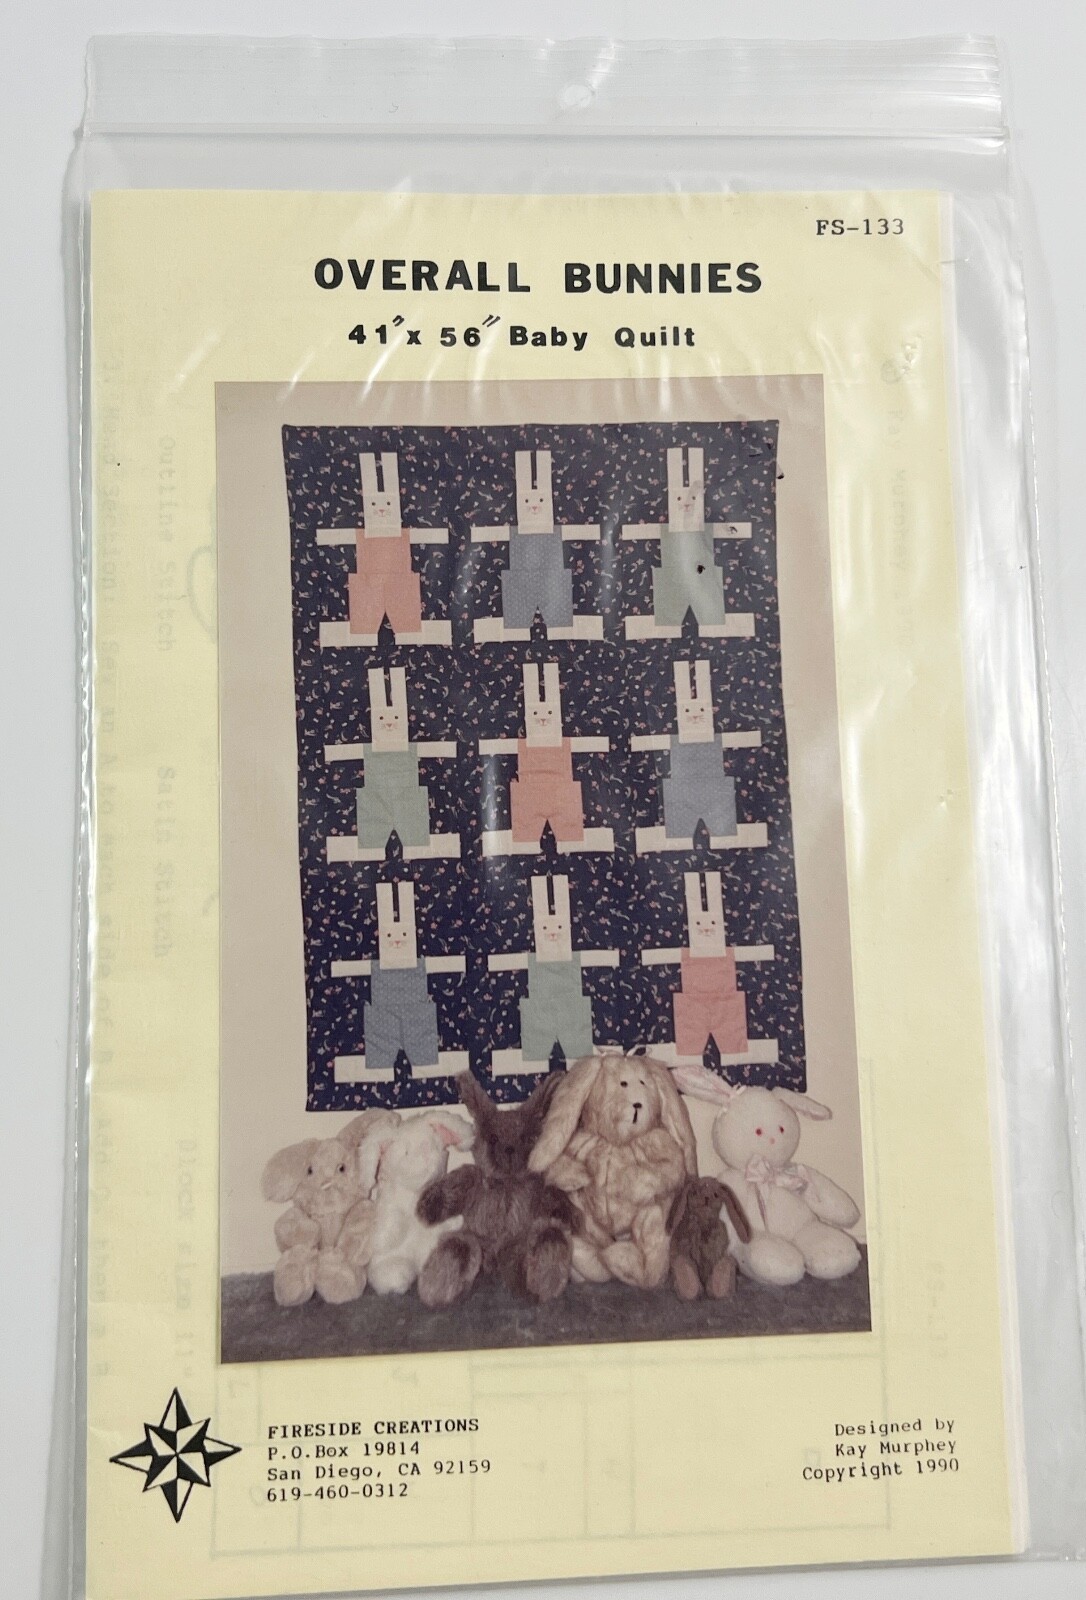 FS-133
OVERALL BUNNIES
41" x 56" Baby Quilt
FIRESIDE CREATIONS
P.O.Box 19814
San Diego, CA 92159
619-460-0312
Designed by
Kay Murphey
Copyright 1990